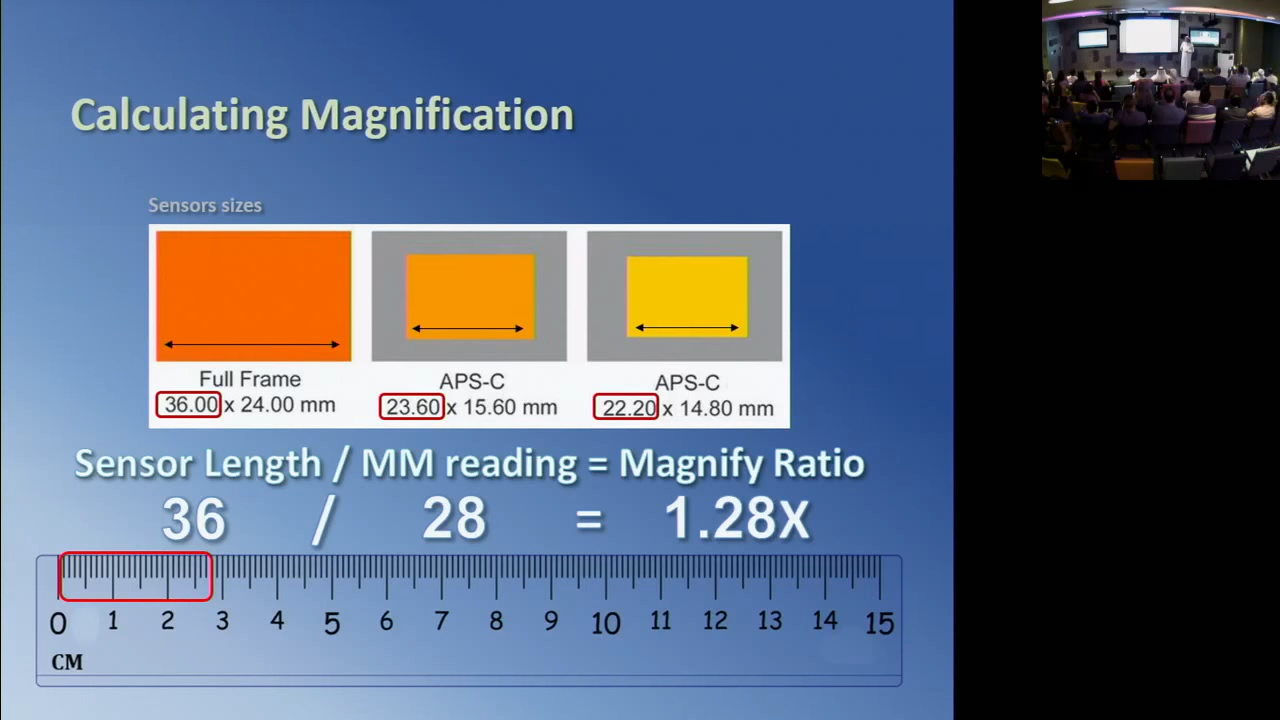 Calculating Magnification
Sensors sizes
Full Frame
36.00 x 24.00 mm
APS-C
23.60 x 15.60 mm
APS-C
22.20 x 14.80 mm
Sensor Length / MM reading = Magnify Ratio
36 / 28 = 1.28X
0 1 2 3 4 5 6 7 8 9 10 11 12 13 14 15
CM